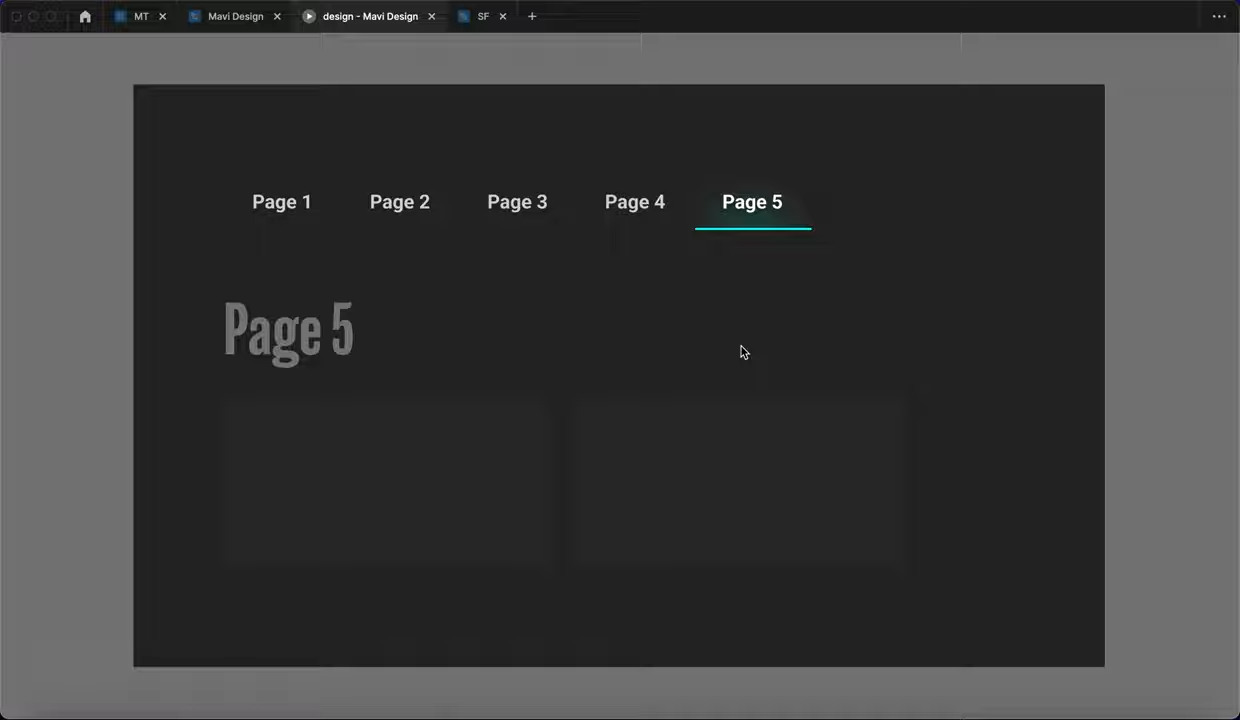 MT
Mavi Design
design - Mavi Design
SF
Page 1
Page 2
Page 3
Page 4
Page 5
Page 5